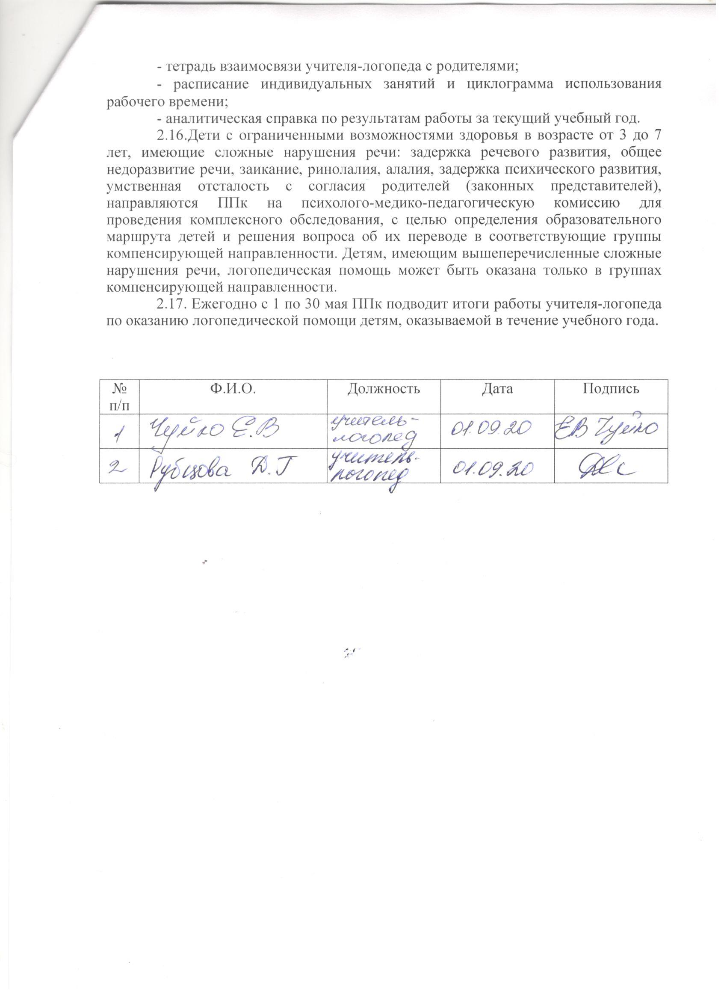 - тетрадь взаимосвязи учителя-логопеда с родителями;
- расписание индивидуальных занятий и циклограмма использования
рабочего времени;
- аналитическая справка по результатам работы за текущий учебный год.
2.16.Дети с ограниченными возможностями здоровья в возрасте от 3 до 7
лет, имеющие сложные нарушения речи: задержка речевого развития, общее
недоразвитие речи, заикание, ринолалия, алалия, задержка психического развития,
умственная отсталость с согласия родителей (законных представителей),
направляются ППк на психолого-медико-педагогическую комиссию для
проведения комплексного обследования, с целью определения образовательного
маршрута детей и решения вопроса об их переводе в соответствующие группы
компенсирующей направленности. Детям, имеющим вышеперечисленные сложные
нарушения речи, логопедическая помощь может быть оказана только в группах
компенсирующей направленности.
2.17. Ежегодно с 1 по 30 мая ППк подводит итоги работы учителя-логопеда
по оказанию логопедической помощи детям, оказываемой в течение учебного года.
№ Ф.И.О. Должность Дата Подпись
п/п
1 Чуйко Е.В учитель- 01.09.20 ЕВ Чуйко
логопед
2 Рубцова Д.Г учитель- 01.09.20
логопед